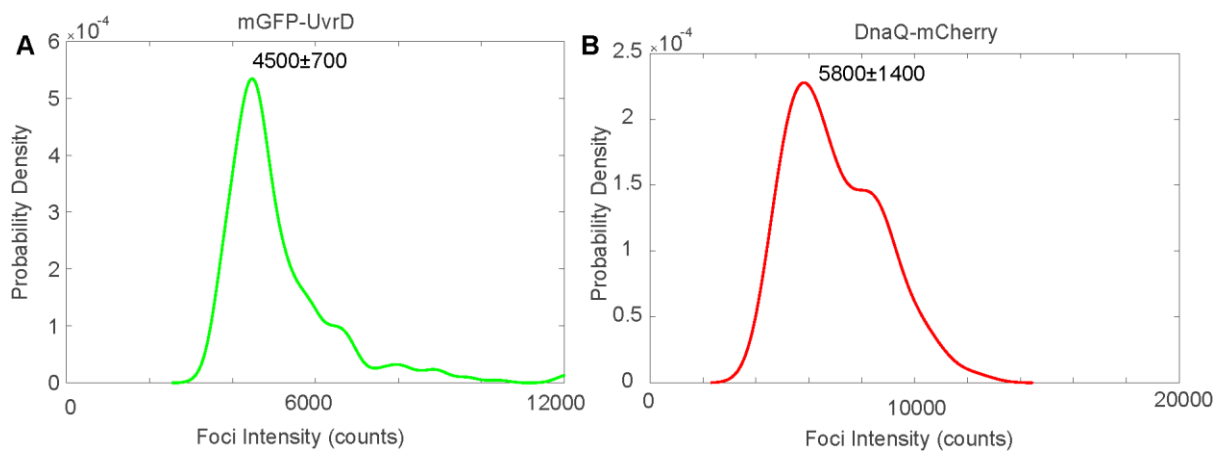 A
mGFP-UvrD
×10-4
4500±700
Probability Density
6
5
4
3
2
1
0
0
6000
12000
Foci Intensity (counts)
B
DnaQ-mCherry
×10-4
5800±1400
Probability Density
2.5
2
1.5
1
0.5
0
0
10000
20000
Foci Intensity (counts)